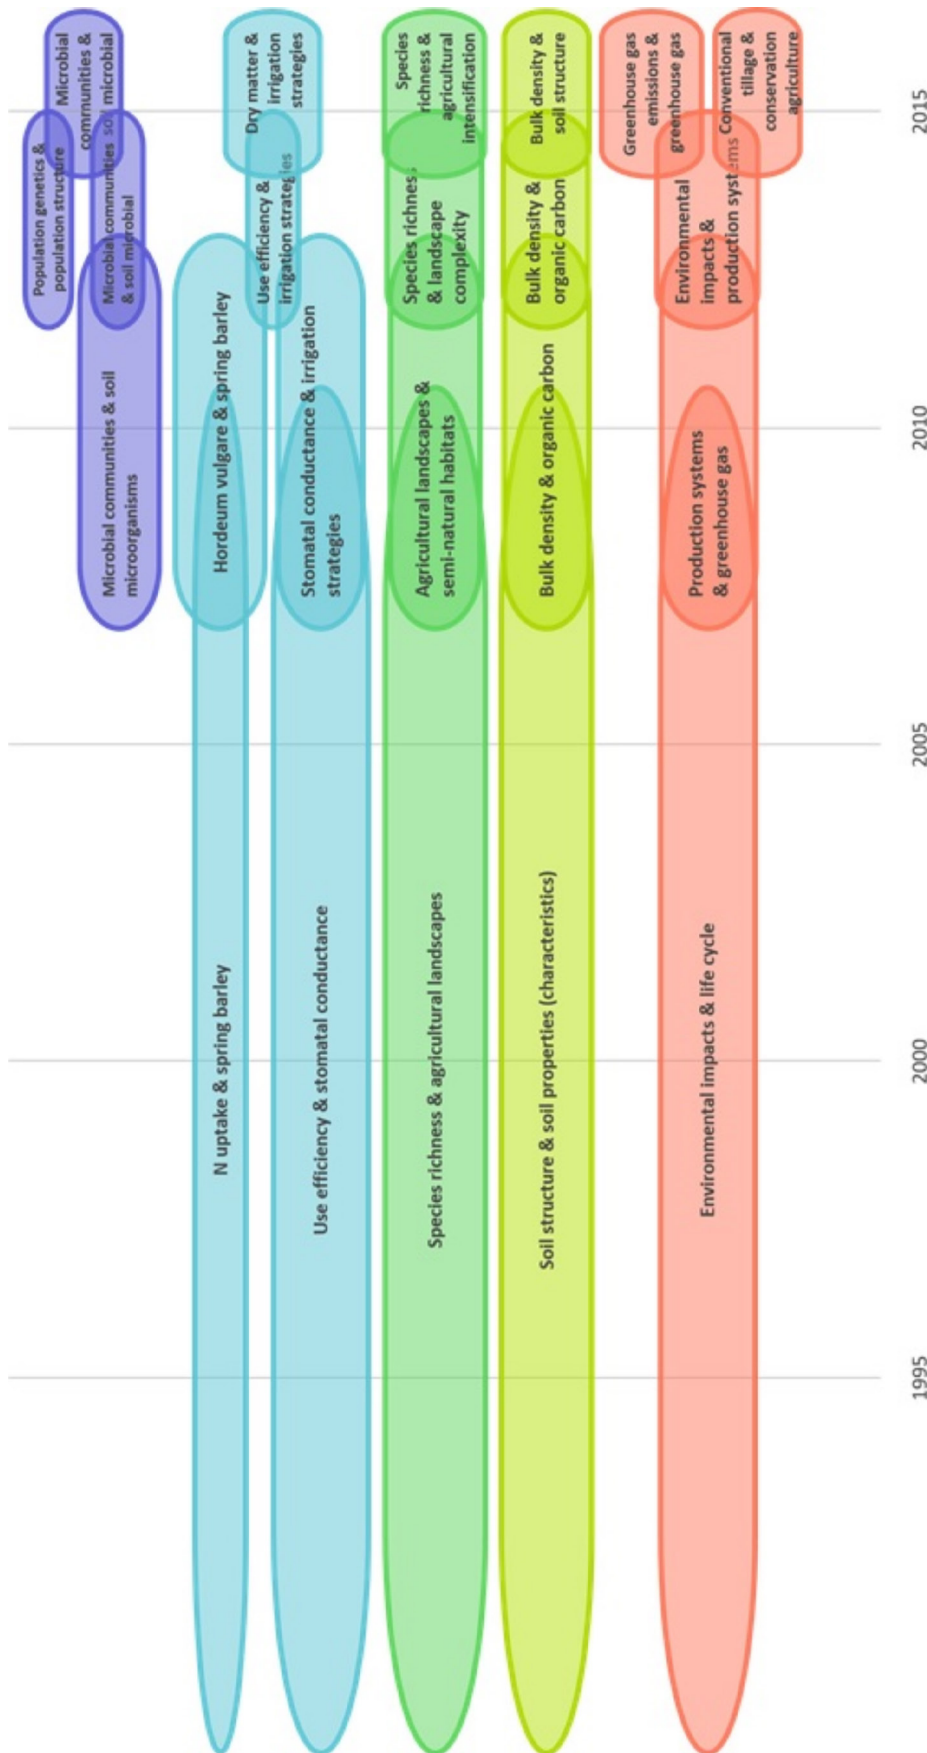 Population genetics &
population structure
Microbial
communities &
soil microbial
Microbial communities
& soil microbial
Microbial communities & soil
microorganisms
Dry matter &
irrigation
strategies
Use efficiency &
irrigation strategies
Hordeum vulgare & spring barley
Stomatal conductance & irrigation
strategies
N uptake & spring barley
Use efficiency & stomatal conductance
Species
richness &
agricultural
intensification
Species richness
& landscape
complexity
Agricultural landscapes &
semi-natural habitats
Species richness & agricultural landscapes
Bulk density &
soil structure
Bulk density &
organic carbon
Bulk density & organic carbon
Soil structure & soil properties (characteristics)
Greenhouse gas
emissions &
greenhouse gas
Conventional
tillage &
conservation
agriculture
Environmental
impacts &
production systems
Production systems
& greenhouse gas
Environmental impacts & life cycle
1995
2000
2005
2010
2015